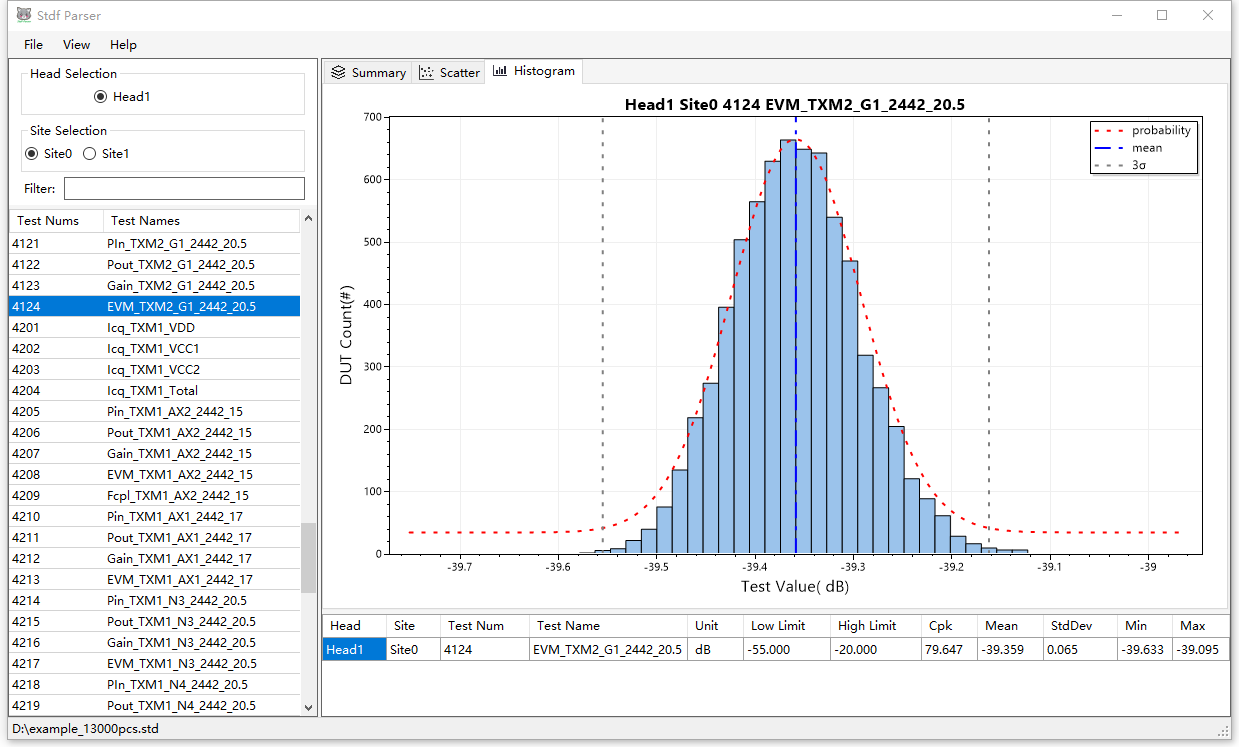 Stdf Parser
File View Help
Head Selection
Head1
Site Selection
Site0 Site1
Filter:
Test Nums Test Names
4121 PIn_TXM2_G1_2442_20.5
4122 Pout_TXM2_G1_2442_20.5
4123 Gain_TXM2_G1_2442_20.5
4124 EVM_TXM2_G1_2442_20.5
4201 Icq_TXM1_VDD
4202 Icq_TXM1_VCC1
4203 Icq_TXM1_VCC2
4204 Icq_TXM1_Total
4205 Pin_TXM1_AX2_2442_15
4206 Pout_TXM1_AX2_2442_15
4207 Gain_TXM1_AX2_2442_15
4208 EVM_TXM1_AX2_2442_15
4209 Fcpl_TXM1_AX2_2442_15
4210 Pin_TXM1_AX1_2442_17
4211 Pout_TXM1_AX1_2442_17
4212 Gain_TXM1_AX1_2442_17
4213 EVM_TXM1_AX1_2442_17
4214 Pin_TXM1_N3_2442_20.5
4215 Pout_TXM1_N3_2442_20.5
4216 Gain_TXM1_N3_2442_20.5
4217 EVM_TXM1_N3_2442_20.5
4218 PIn_TXM1_N4_2442_20.5
4219 Pout_TXM1_N4_2442_20.5
Summary Scatter Histogram
Head1 Site0 4124 EVM_TXM2_G1_2442_20.5
probability
mean
3σ
DUT Count(#)
700
600
500
400
300
200
100
0
-39.7 -39.6 -39.5 -39.4 -39.3 -39.2 -39.1 -39
Test Value( dB)
Head Site Test Num Test Name Unit Low Limit High Limit Cpk Mean StdDev Min Max
Head1 Site0 4124 EVM_TXM2_G1_2442_20.5 dB -55.000 -20.000 79.647 -39.359 0.065 -39.633 -39.095
D:\example_13000pcs.std